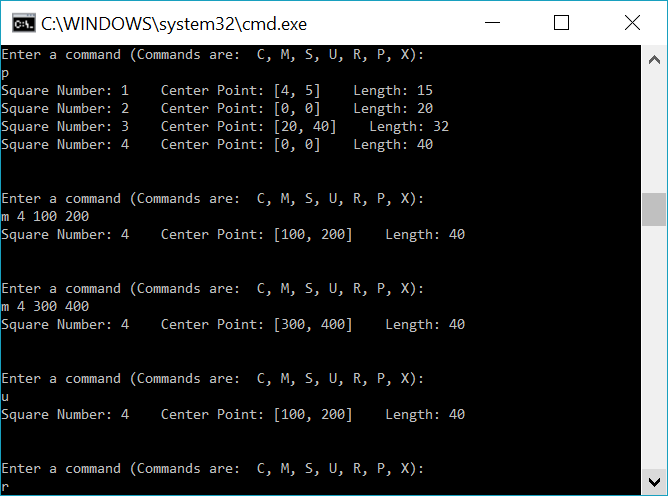 C:\WINDOWS\system32\cmd.exe
Enter a command (Commands are:  C, M, S, U, R, P, X):
p
Square Number: 1    Center Point: [4, 5]    Length: 15
Square Number: 2    Center Point: [0, 0]    Length: 20
Square Number: 3    Center Point: [20, 40]    Length: 32
Square Number: 4    Center Point: [0, 0]    Length: 40
Enter a command (Commands are:  C, M, S, U, R, P, X):
m 4 100 200
Square Number: 4    Center Point: [100, 200]    Length: 40
Enter a command (Commands are:  C, M, S, U, R, P, X):
m 4 300 400
Square Number: 4    Center Point: [300, 400]    Length: 40
Enter a command (Commands are:  C, M, S, U, R, P, X):
u
Square Number: 4    Center Point: [100, 200]    Length: 40
Enter a command (Commands are:  C, M, S, U, R, P, X):
r